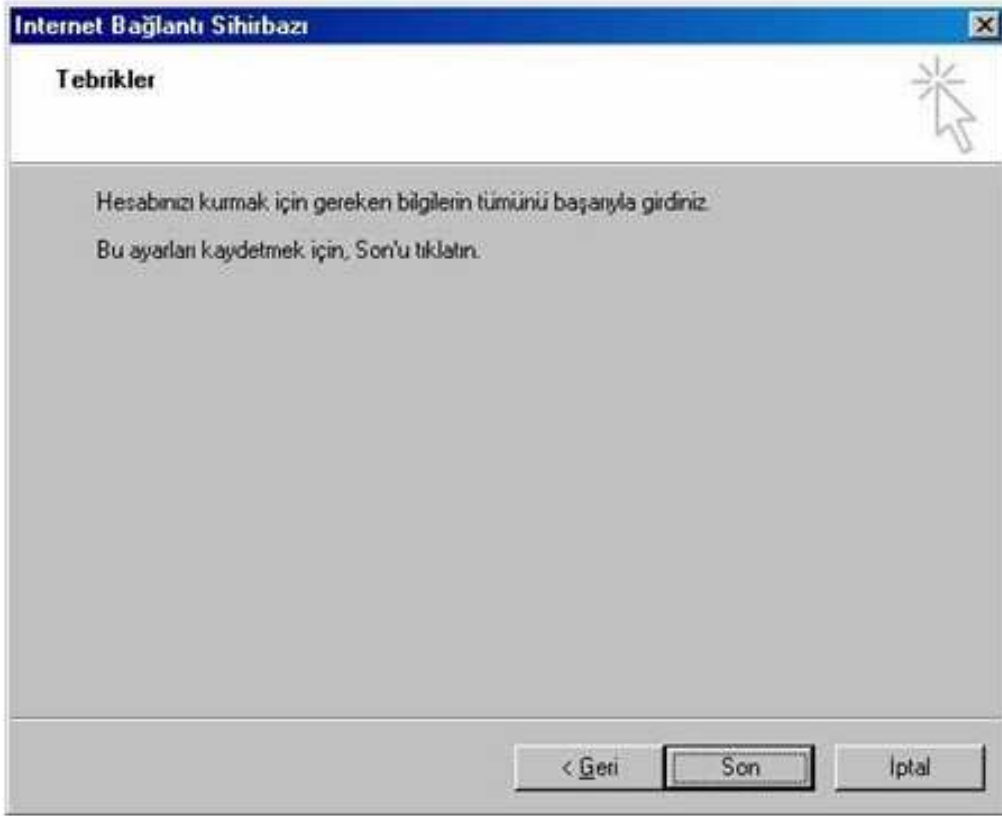 Internet Bağlantı Sihirbazı
Tebrikler
Hesabınızı kurmak için gereken bilgilerin tümünü başarıyla girdiniz.
Bu ayarları kaydetmek için, Son'u tıklatın.
< Geri
Son
İptal